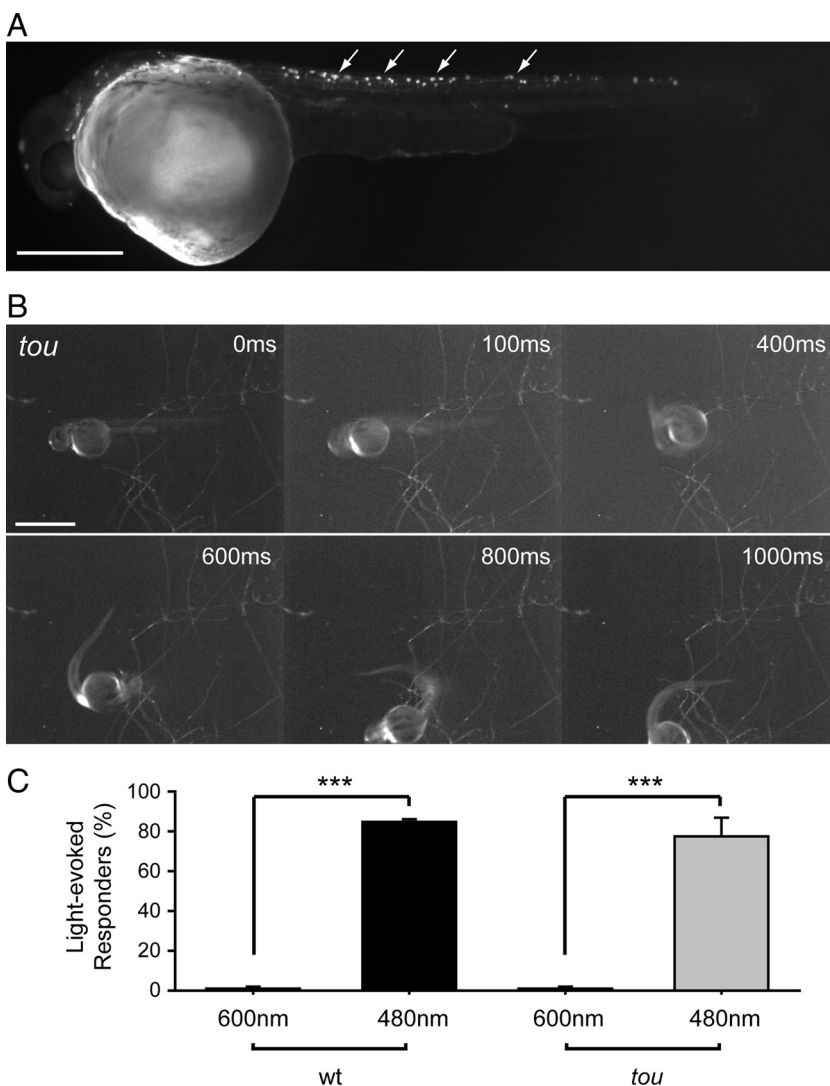 A
B
tou 0ms 100ms 400ms
600ms 800ms 1000ms
C
Light-evoked
Responders (%)
100
80
60
40
20
0
*** ***
600nm 480nm 600nm 480nm
wt tou